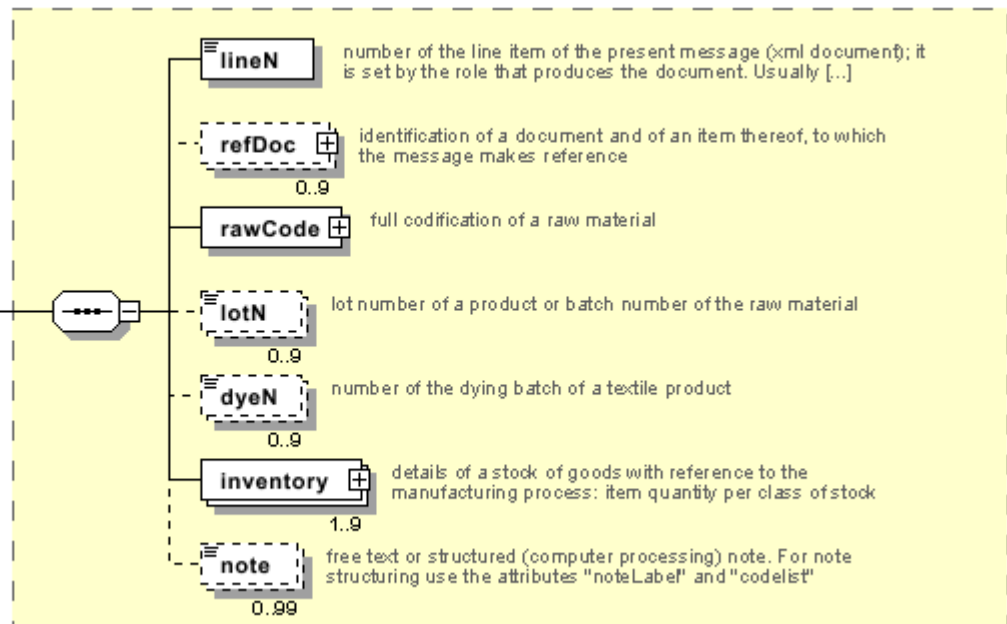 lineN
number of the line item of the present message (xml document); it
is set by the role that produces the document. Usually [...]
refDoc
identification of a document and of an item thereof, to which
the message makes reference
0..9
rawCode
full codification of a raw material
lotN
lot number of a product or batch number of the raw material
0..9
dyeN
number of the dying batch of a textile product
0..9
inventory
details of a stock of goods with reference to the
manufacturing process: item quantity per class of stock
1..9
note
free text or structured (computer processing) note. For note
structuring use the attributes "noteLabel" and "codelist"
0..99